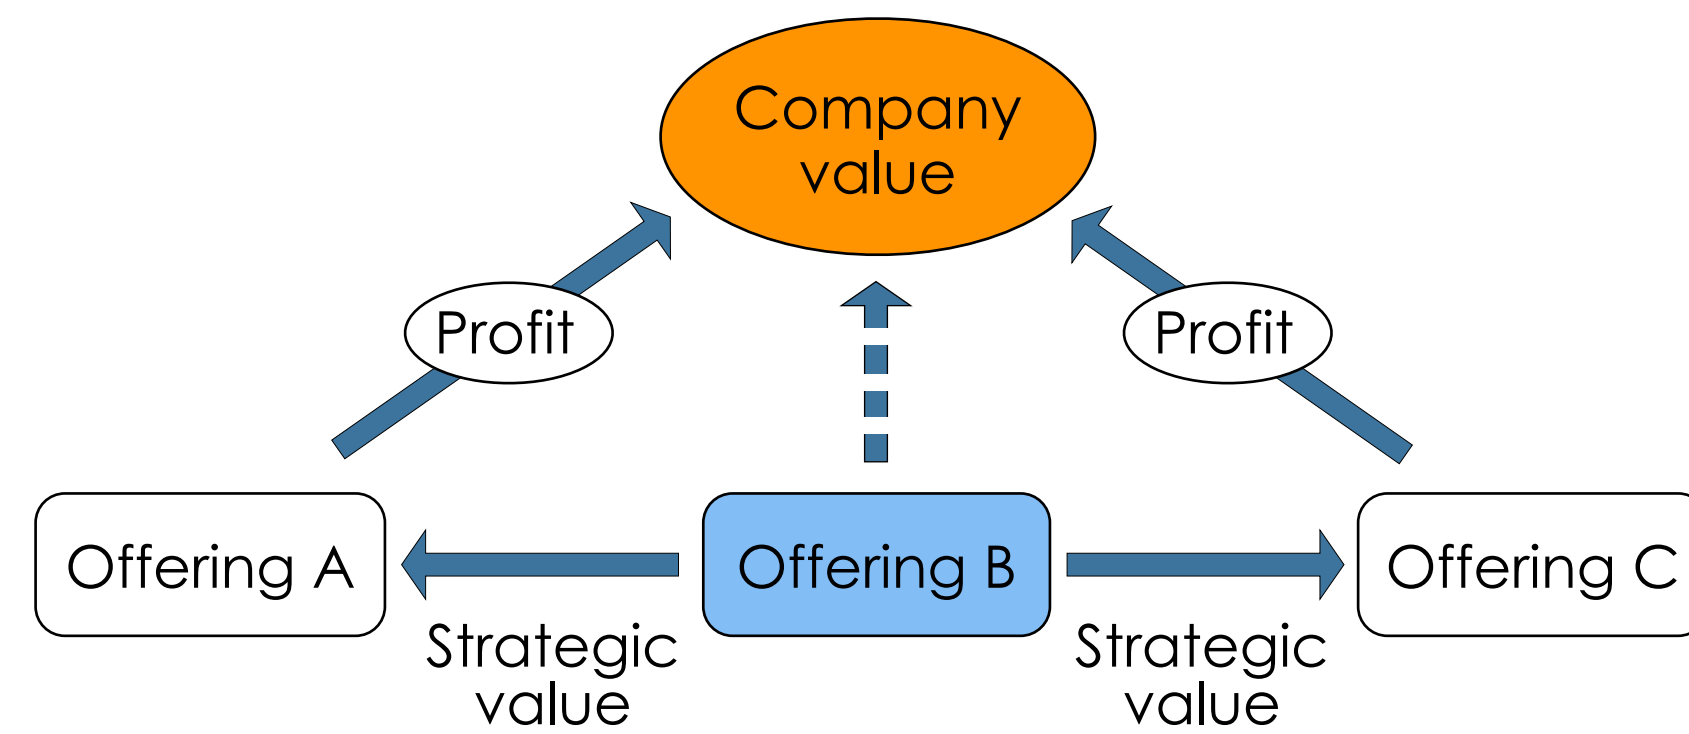 Company
value
Profit
Profit
Offering A
Offering B
Offering C
Strategic
value
Strategic
value